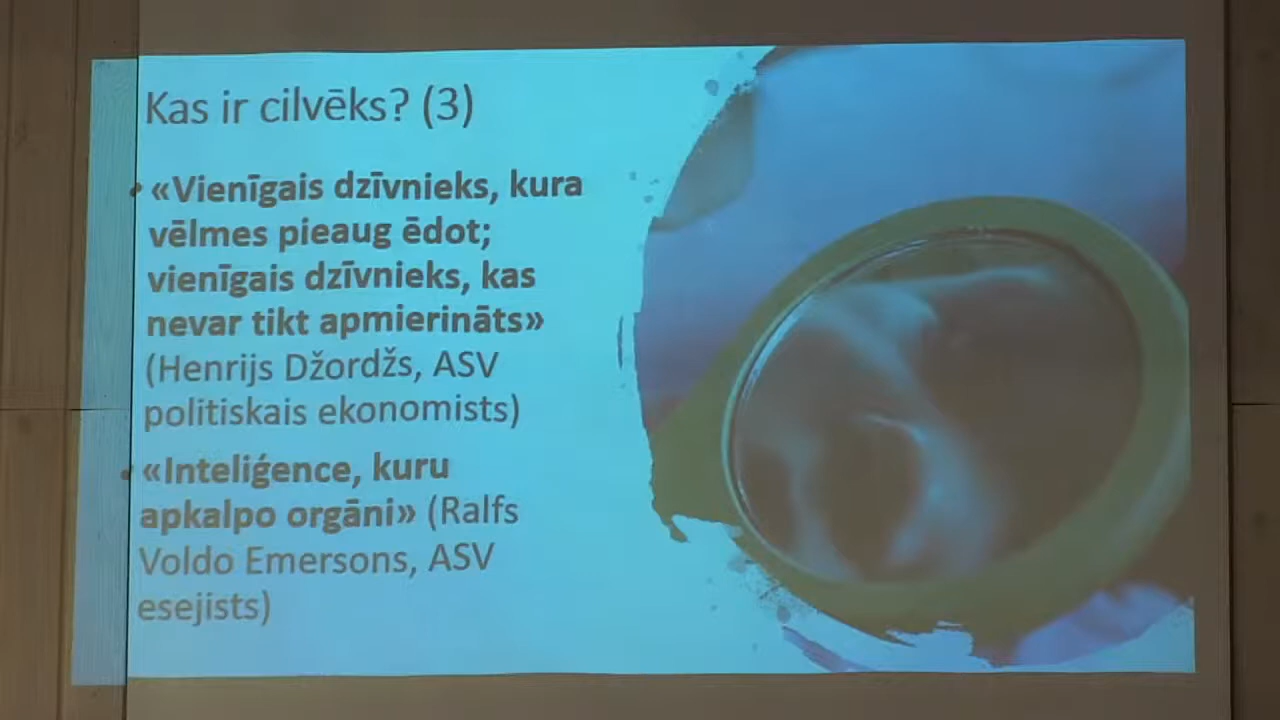 Kas ir cilvēks? (3)
• «Vienīgais dzīvnieks, kura
vēlmes pieaug ēdot;
vienīgais dzīvnieks, kas
nevar tikt apmierināts»
(Henrijs Džordžs, ASV
politiskais ekonomists)
• «Inteliģence, kuru
apkalpo orgāni» (Ralfs
Voldo Emersons, ASV
esejists)